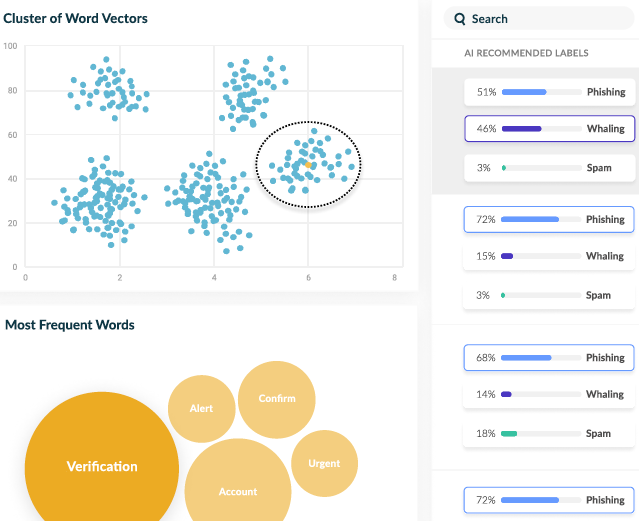 Cluster of Word Vectors
100
80
60
40
20
0
0 2 4 6 8
Most Frequent Words
Alert
Confirm
Verification
Urgent
Account
Search
AI RECOMMENDED LABELS
51% Phishing
46% Whaling
3% Spam
72% Phishing
15% Whaling
3% Spam
68% Phishing
14% Whaling
18% Spam
72% Phishing